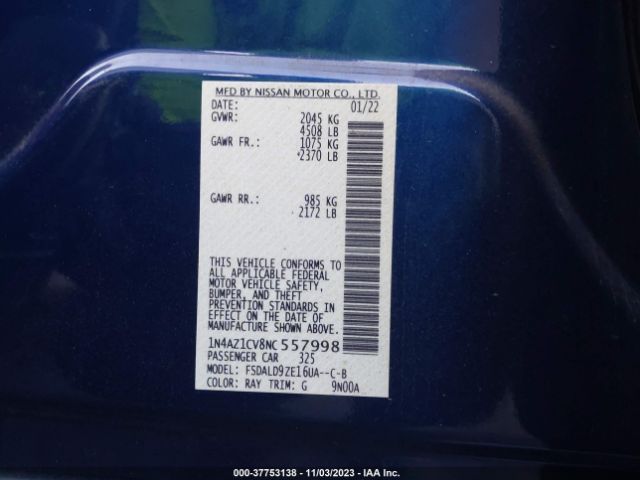 MFD BY NISSAN MOTOR CO., LTD.
DATE: 01/22
GVWR: 2045 KG
4508 LB
GAWR FR.: 1075 KG
2370 LB
GAWR RR.: 985 KG
2172 LB
THIS VEHICLE CONFORMS TO
ALL APPLICABLE FEDERAL
MOTOR VEHICLE SAFETY,
BUMPER, AND THEFT
PREVENTION STANDARDS IN
EFFECT ON THE DATE OF
MANUFACTURE SHOWN ABOVE.
1N4AZ1CV8NC557998
PASSENGER CAR 325
MODEL: FSDALD9ZE16UA--C-B
COLOR: RAY TRIM: G 9N00A
000-37753138 - 11/03/2023 - IAA Inc.